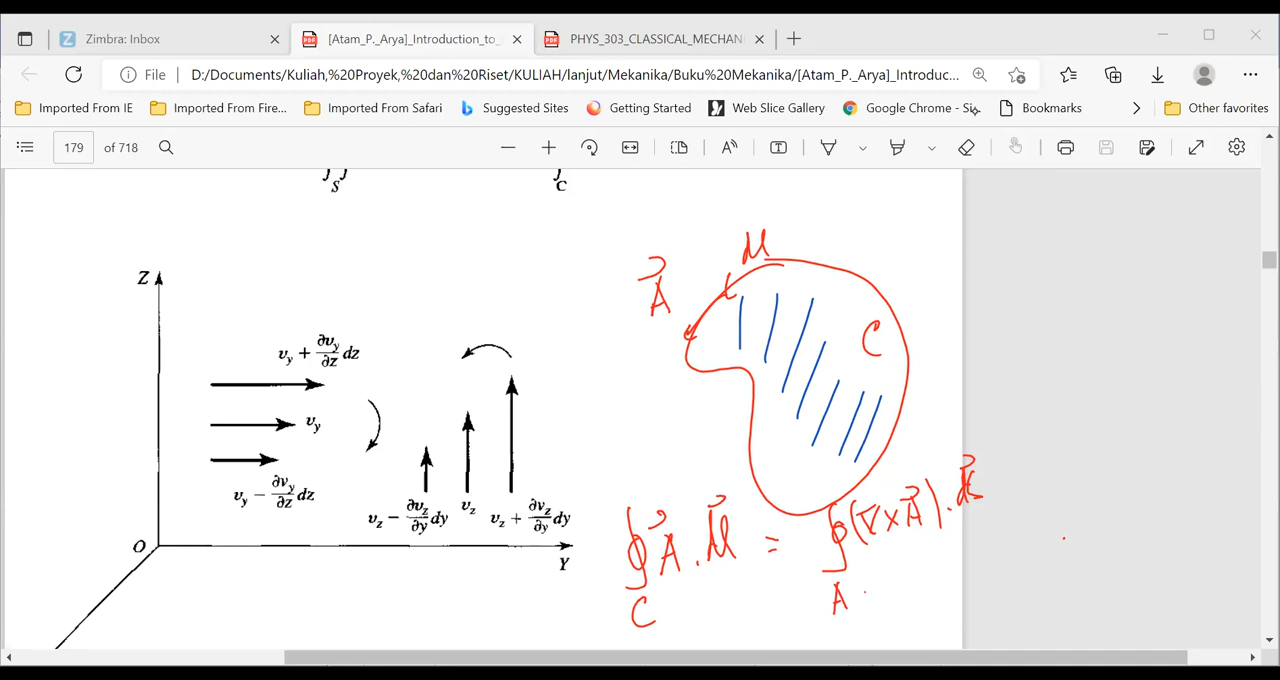 Zimbra: Inbox
[Atam_P._Arya]_Introduction_to_
PHYS_303_CLASSICAL_MECHAN
File
D:/Documents/Kuliah,%20Proyek,%20dan%20Riset/KULIAH/lanjut/Mekanika/Buku%20Mekanika/[Atam_P._Arya]_Introduc...
Imported From IE
Imported From Fire...
Imported From Safari
Suggested Sites
Getting Started
Web Slice Gallery
Google Chrome - Si
Bookmarks
Other favorites
179 of 718
∫∫ S
∫ C
Z
v_y + ∂v_y/∂z dz
v_y
v_y − ∂v_y/∂z dz
v_z − ∂v_z/∂y dy
v_z
v_z + ∂v_z/∂y dy
O
Y
A⃗
dl
C
∮_C A⃗ . dl⃗ = ∮_A (∇×A⃗) . ds⃗